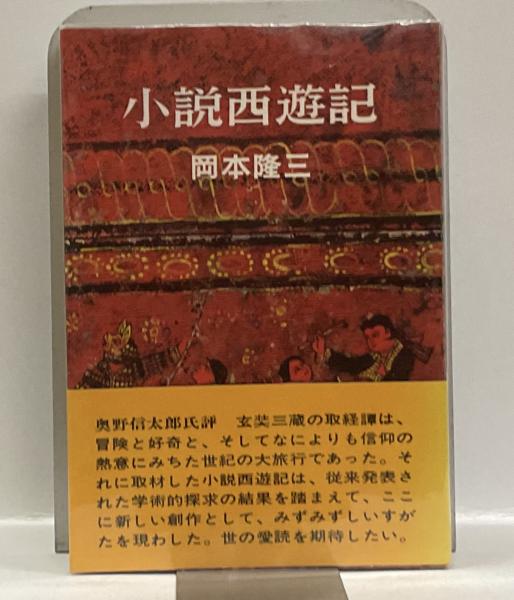 小説西遊記
岡本隆三
奥野信太郎氏評　玄奘三蔵の取経譚は、
冒険と好奇と、そしてなによりも信仰の
熱意にみちた世紀の大旅行であった。そ
れに取材した小説西遊記は、従来発表さ
れた学術的探求の結果を踏まえて、ここ
に新しい創作として、みずみずしいすが
たを現わした。世の愛読を期待したい。